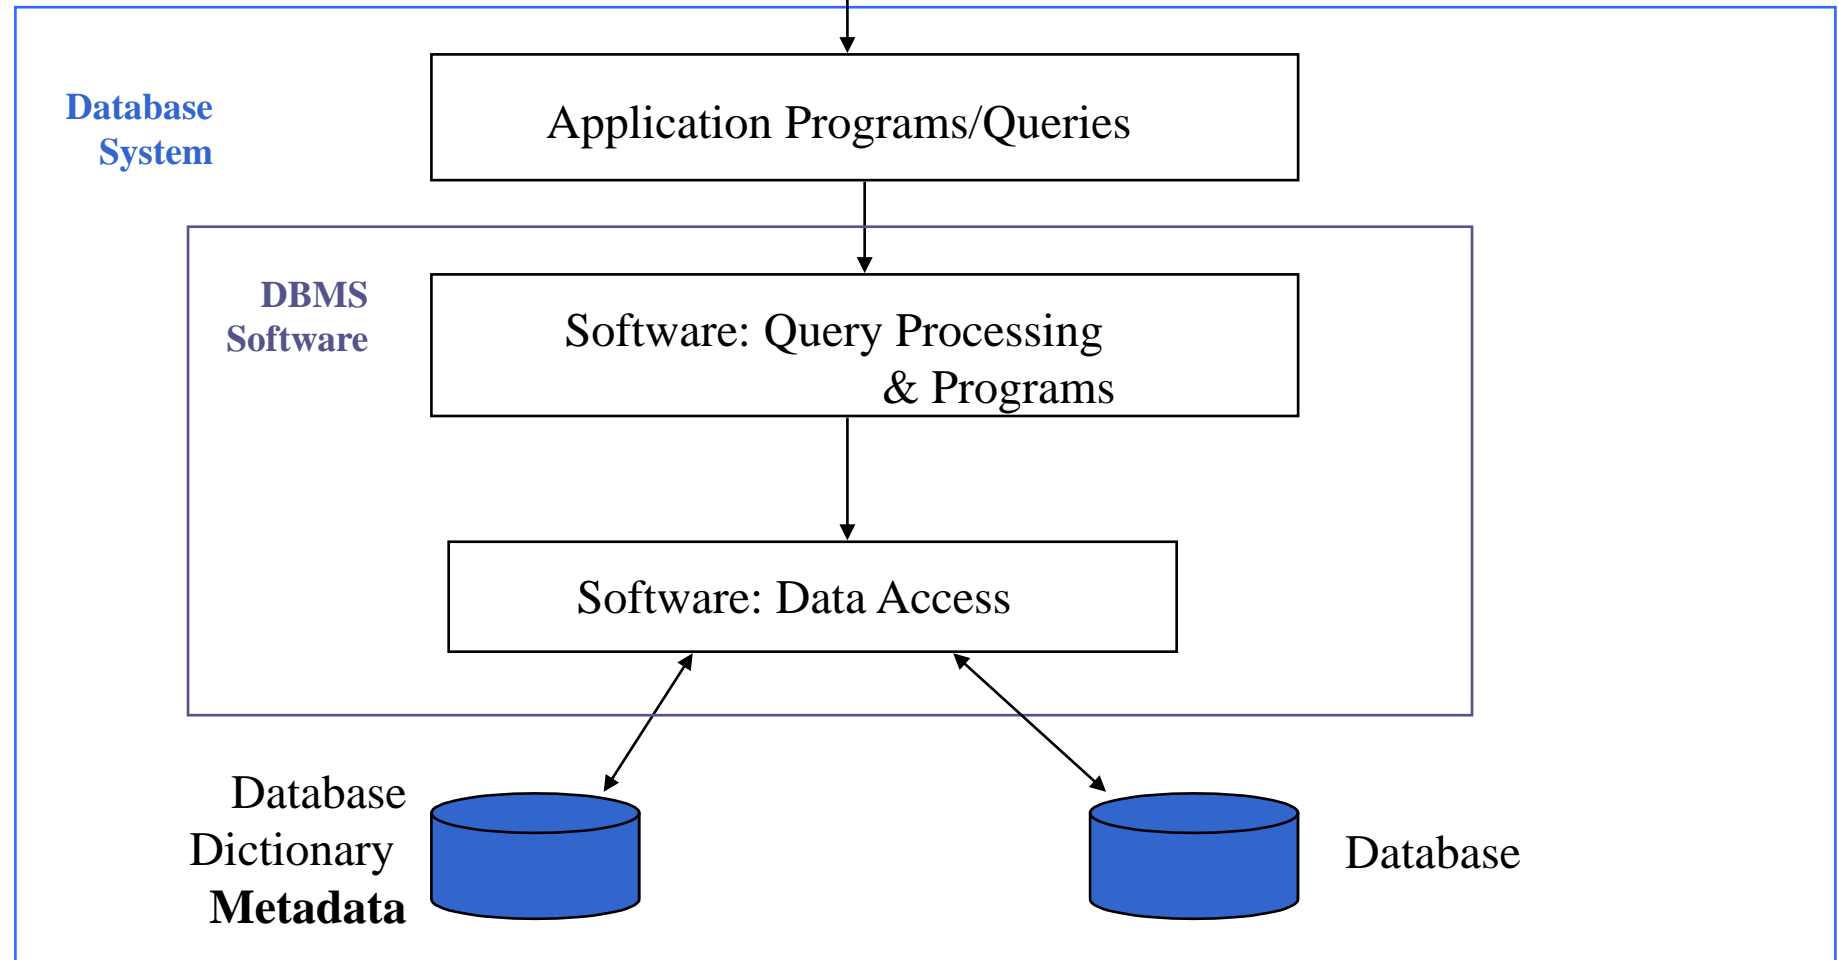 Application Programs/Queries
Database
System
DBMS
Software
Software: Query Processing
& Programs
Software: Data Access
Database
Dictionary
Metadata
Database